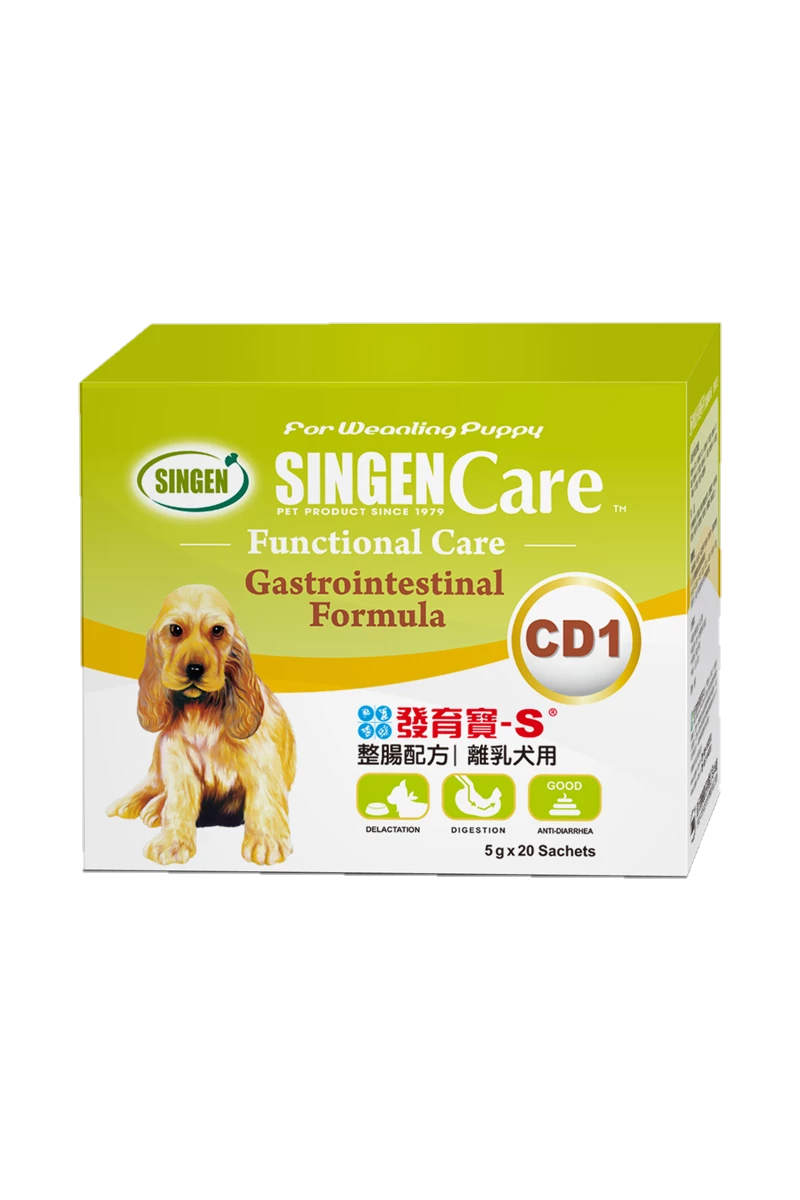 For Weanling Puppy
SINGEN
SINGEN Care ™
PET PRODUCT SINCE 1979
Functional Care
Gastrointestinal
Formula
CD1
發育寶-S®
整腸配方| 離乳犬用
GOOD
DELACTATION DIGESTION ANTI-DIARRHEA
5 g x 20 Sachets